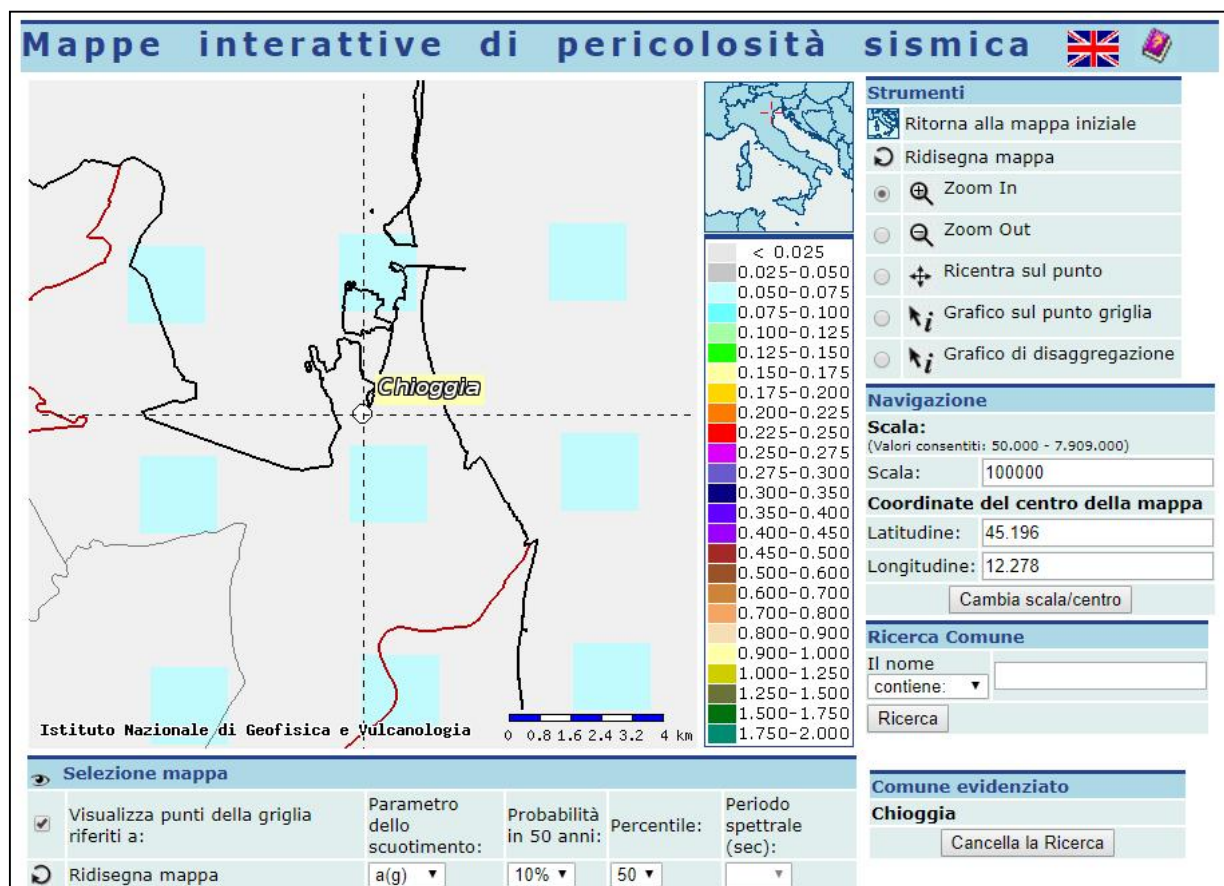 Mappe interattive di pericolosità sismica
Chioggia
Istituto Nazionale di Geofisica e Vulcanologia
0 0.8 1.6 2.4 3.2 4 km
< 0.025
0.025-0.050
0.050-0.075
0.075-0.100
0.100-0.125
0.125-0.150
0.150-0.175
0.175-0.200
0.200-0.225
0.225-0.250
0.250-0.275
0.275-0.300
0.300-0.350
0.350-0.400
0.400-0.450
0.450-0.500
0.500-0.600
0.600-0.700
0.700-0.800
0.800-0.900
0.900-1.000
1.000-1.250
1.250-1.500
1.500-1.750
1.750-2.000
Strumenti
Ritorna alla mappa iniziale
Ridisegna mappa
Zoom In
Zoom Out
Ricentra sul punto
Grafico sul punto griglia
Grafico di disaggregazione
Navigazione
Scala:
(Valori consentiti: 50.000 - 7.909.000)
Scala: 100000
Coordinate del centro della mappa
Latitudine: 45.196
Longitudine: 12.278
Cambia scala/centro
Ricerca Comune
Il nome
contiene:
Ricerca
Comune evidenziato
Chioggia
Cancella la Ricerca
Selezione mappa
Visualizza punti della griglia
riferiti a:
Parametro
dello
scuotimento:
Probabilità
in 50 anni:
Percentile:
Periodo
spettrale
(sec):
Ridisegna mappa
a(g) 10% 50